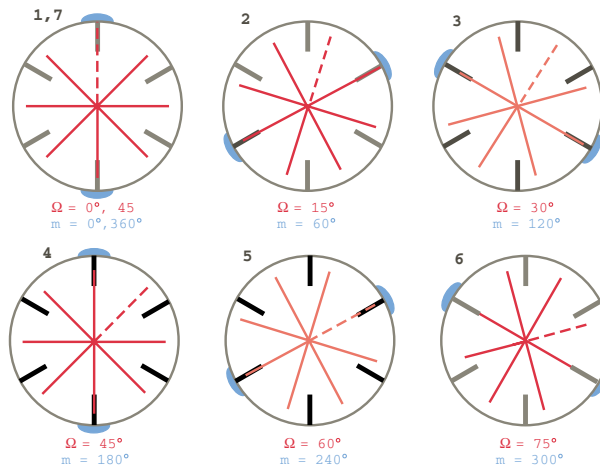 1,7
2
3
Ω = 0°, 45
m = 0°,360°
Ω = 15°
m = 60°
Ω = 30°
m = 120°
4
5
6
Ω = 45°
m = 180°
Ω = 60°
m = 240°
Ω = 75°
m = 300°